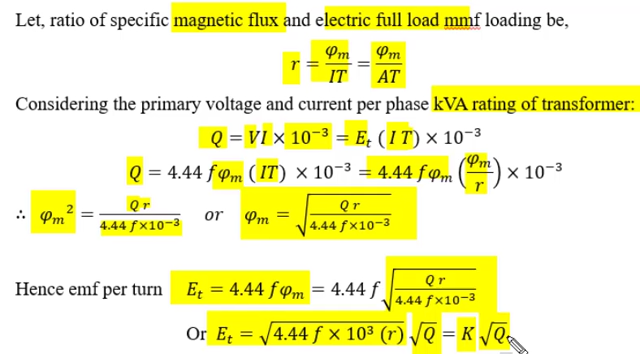 Let, ratio of specific magnetic flux and electric full load mmf loading be,
r = φm/IT = φm/AT
Considering the primary voltage and current per phase kVA rating of transformer:
Q = VI × 10⁻³ = Eₜ (IT) × 10⁻³
Q = 4.44 fφm (IT) × 10⁻³ = 4.44 fφm (φm/r) × 10⁻³
∴ φm² = Q r/4.44 f×10⁻³ or φm = √(Q r/4.44 f×10⁻³)
Hence emf per turn Eₜ = 4.44 fφm = 4.44 f √(Q r/4.44 f×10⁻³)
Or Eₜ = √(4.44 f × 10³ (r)) √Q = K √Q